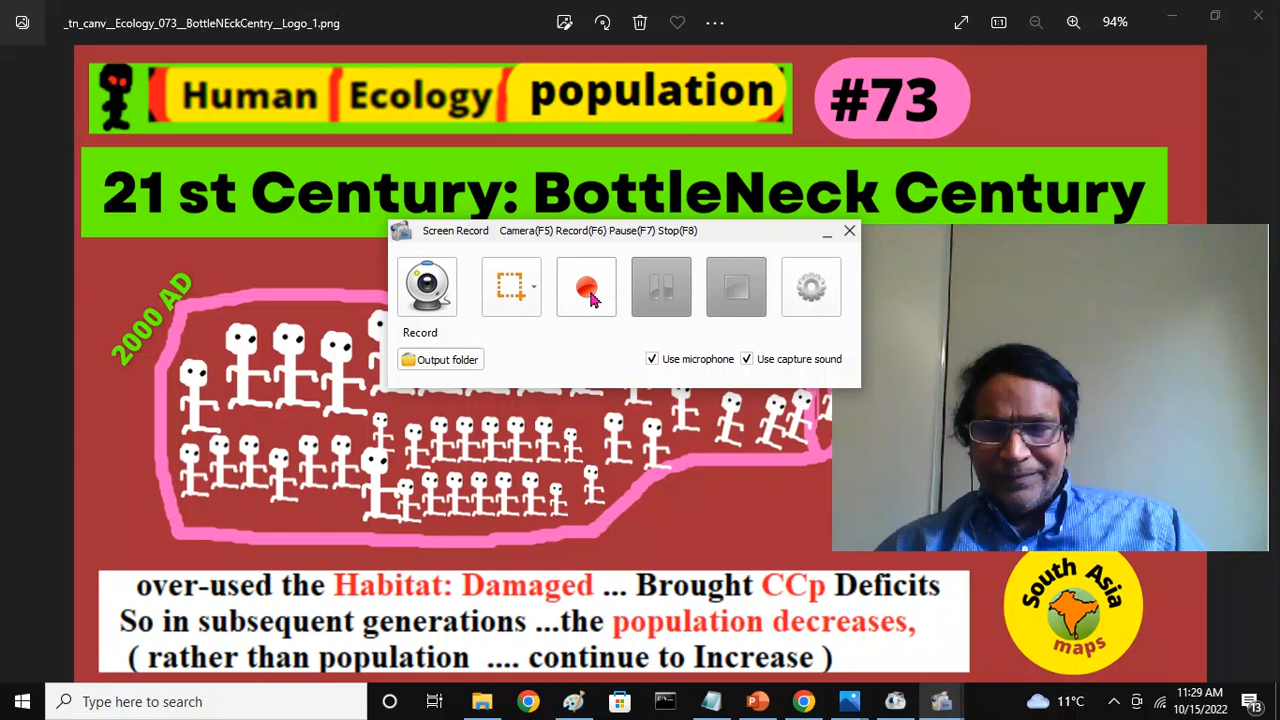 _tn_canv__Ecology_073__BottleNEckCentry__Logo_1.png
94%
Human Ecology population
#73
21 st Century: BottleNeck Century
Screen Record Camera(F5) Record(F6) Pause(F7) Stop(F8)
Record
Output folder
Use microphone
Use capture sound
2000 AD
over-used the Habitat: Damaged ... Brought CCp Deficits
So in subsequent generations ...the population decreases,
( rather than population .... continue to Increase )
South Asia
maps
Type here to search
11°C
11:29 AM
10/15/2022
13